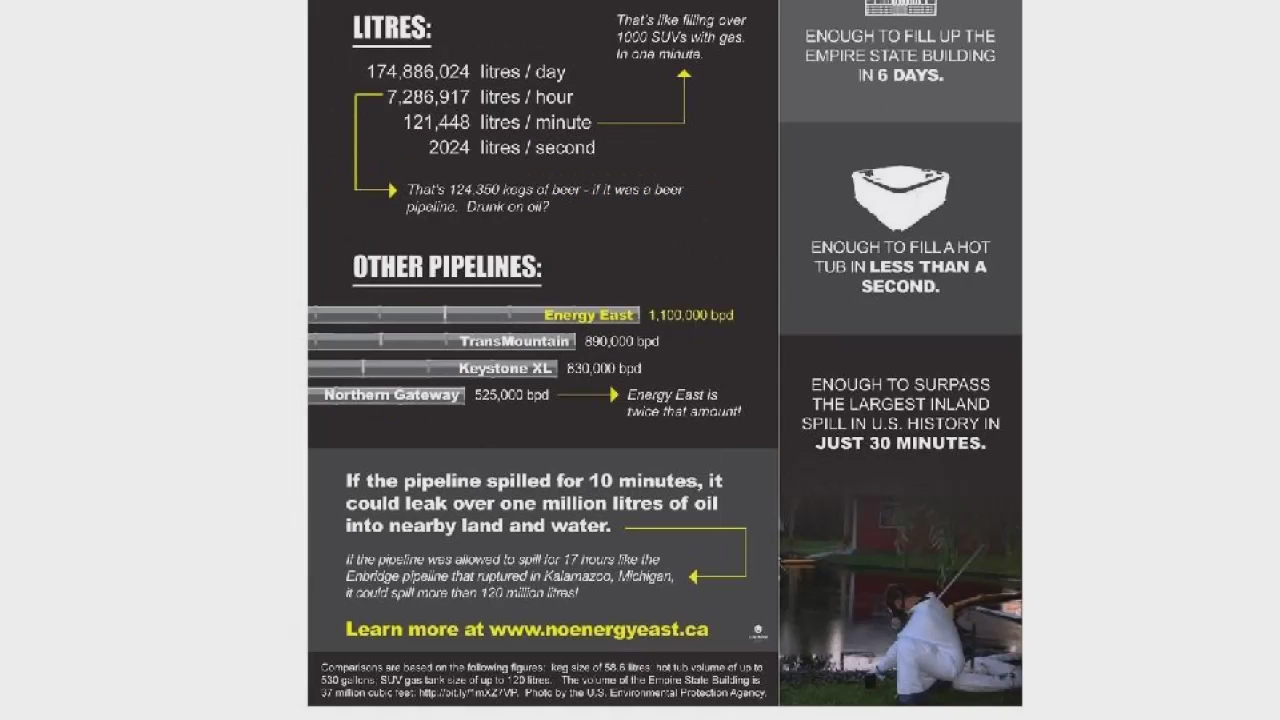 LITRES:
That's like filling over
1000 SUVs with gas.
In one minute.
174,886,024 litres / day
7,286,917 litres / hour
121,448 litres / minute
2024 litres / second
That's 124,350 kegs of beer - if it was a beer
pipeline. Drunk on oil?
OTHER PIPELINES:
Energy East 1,100,000 bpd
TransMountain 890,000 bpd
Keystone XL 830,000 bpd
Northern Gateway 525,000 bpd
Energy East is
twice that amount!
If the pipeline spilled for 10 minutes, it
could leak over one million litres of oil
into nearby land and water.
If the pipeline was allowed to spill for 17 hours like the
Enbridge pipeline that ruptured in Kalamazoo, Michigan,
it could spill more than 120 million litres!
Learn more at www.noenergyeast.ca
Comparisons are based on the following figures: keg size of 58.6 litres; hot tub volume of up to
530 gallons; SUV gas tank size of up to 120 litres. The volume of the Empire State Building is
37 million cubic feet: http://bit.ly/1mXZ7VP. Photo by the U.S. Environmental Protection Agency.
ENOUGH TO FILL UP THE
EMPIRE STATE BUILDING
IN 6 DAYS.
ENOUGH TO FILL A HOT
TUB IN LESS THAN A
SECOND.
ENOUGH TO SURPASS
THE LARGEST INLAND
SPILL IN U.S. HISTORY IN
JUST 30 MINUTES.